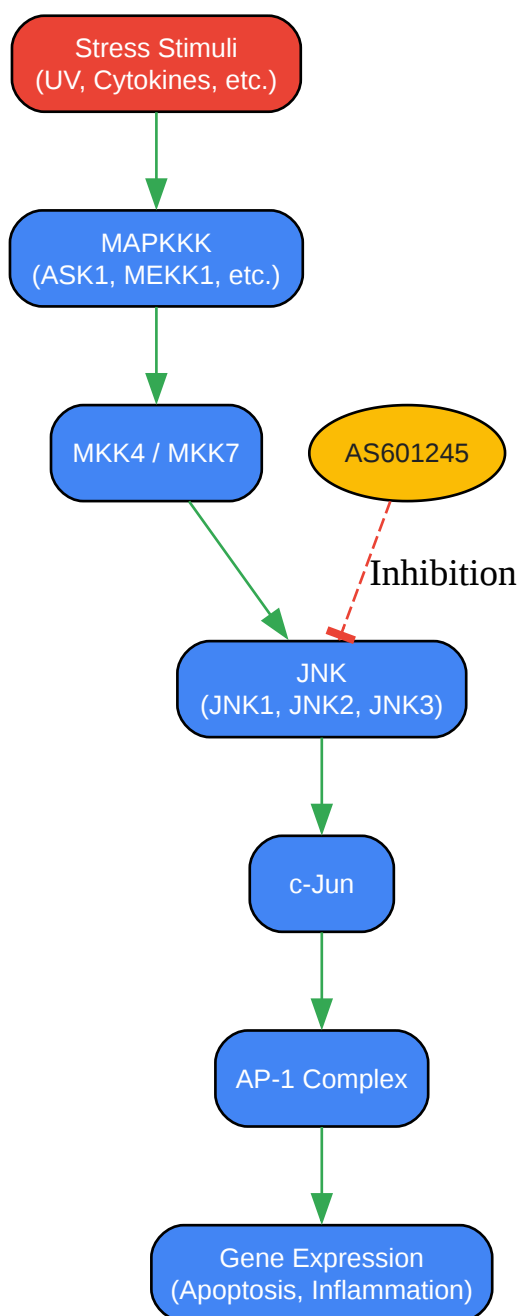 Stress Stimuli
(UV, Cytokines, etc.)
MAPKKK
(ASK1, MEKK1, etc.)
MKK4 / MKK7
AS601245
Inhibition
JNK
(JNK1, JNK2, JNK3)
c-Jun
AP-1 Complex
Gene Expression
(Apoptosis, Inflammation)